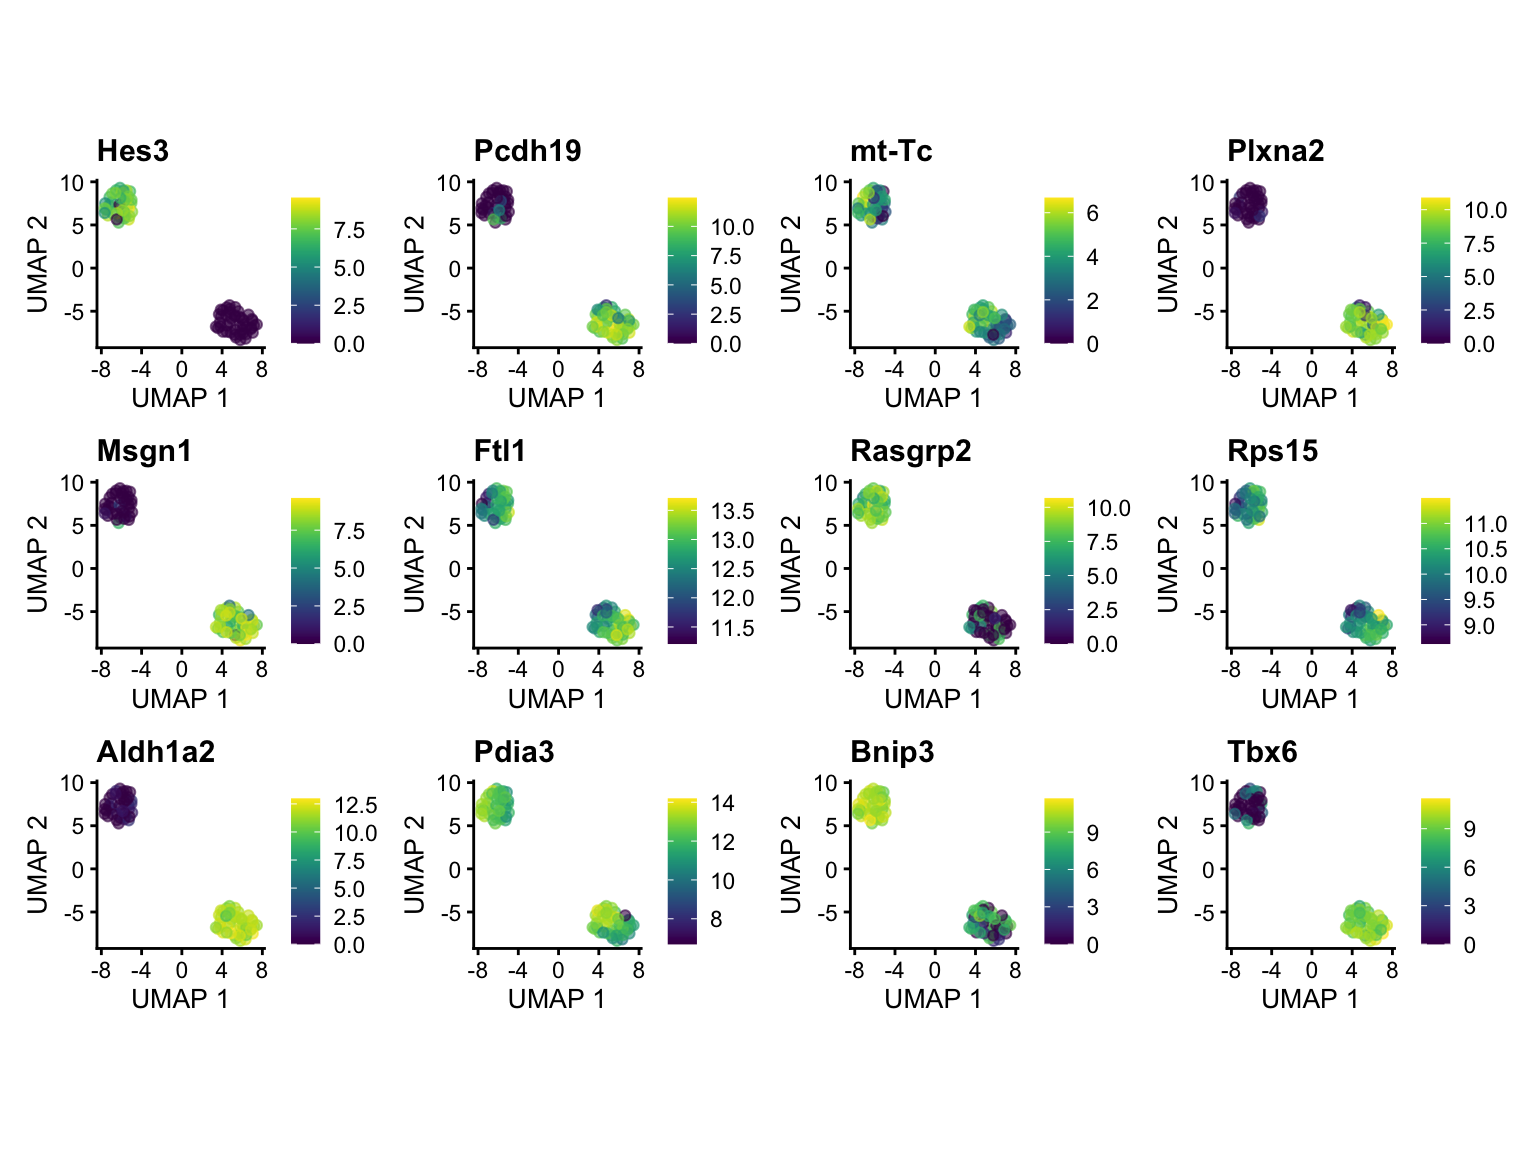 Hes3
10
5
0
-5
-8 -4 0 4 8
UMAP 1
UMAP 2
7.5
5.0
2.5
0.0
Pcdh19
10
5
0
-5
-8 -4 0 4 8
UMAP 1
UMAP 2
10.0
7.5
5.0
2.5
0.0
mt-Tc
10
5
0
-5
-8 -4 0 4 8
UMAP 1
UMAP 2
6
4
2
0
Plxna2
10
5
0
-5
-8 -4 0 4 8
UMAP 1
UMAP 2
10.0
7.5
5.0
2.5
0.0
Msgn1
10
5
0
-5
-8 -4 0 4 8
UMAP 1
UMAP 2
7.5
5.0
2.5
0.0
Ftl1
10
5
0
-5
-8 -4 0 4 8
UMAP 1
UMAP 2
13.5
13.0
12.5
12.0
11.5
Rasgrp2
10
5
0
-5
-8 -4 0 4 8
UMAP 1
UMAP 2
10.0
7.5
5.0
2.5
0.0
Rps15
10
5
0
-5
-8 -4 0 4 8
UMAP 1
UMAP 2
11.0
10.5
10.0
9.5
9.0
Aldh1a2
10
5
0
-5
-8 -4 0 4 8
UMAP 1
UMAP 2
12.5
10.0
7.5
5.0
2.5
0.0
Pdia3
10
5
0
-5
-8 -4 0 4 8
UMAP 1
UMAP 2
14
12
10
8
Bnip3
10
5
0
-5
-8 -4 0 4 8
UMAP 1
UMAP 2
9
6
3
0
Tbx6
10
5
0
-5
-8 -4 0 4 8
UMAP 1
UMAP 2
9
6
3
0